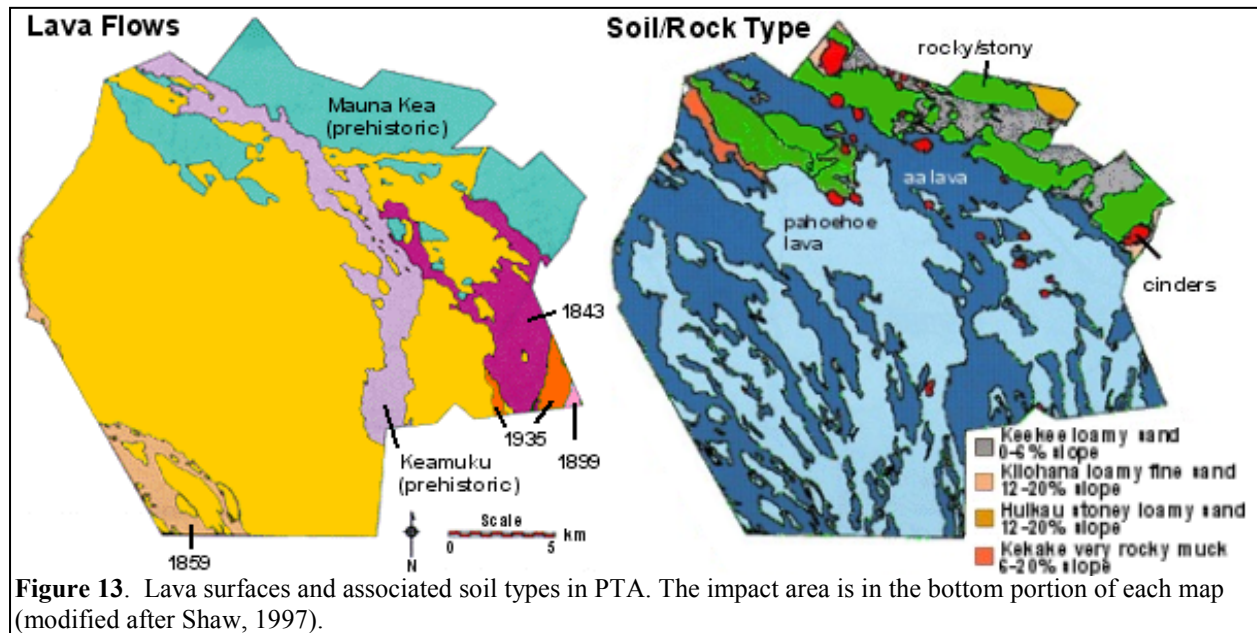 Lava Flows
Mauna Kea
(prehistoric)
1843
1935
1899
Keamuku
(prehistoric)
1859
N
Scale
0 5 km
Soil/Rock Type
rocky/stony
aa lava
pahoehoe
lava
cinders
Keekee loamy sand
0-6% slope
Kilohana loamy fine sand
12-20% slope
Huikau stoney loamy sand
12-20% slope
Kekake very rocky muck
6-20% slope
Figure 13. Lava surfaces and associated soil types in PTA. The impact area is in the bottom portion of each map
(modified after Shaw, 1997).